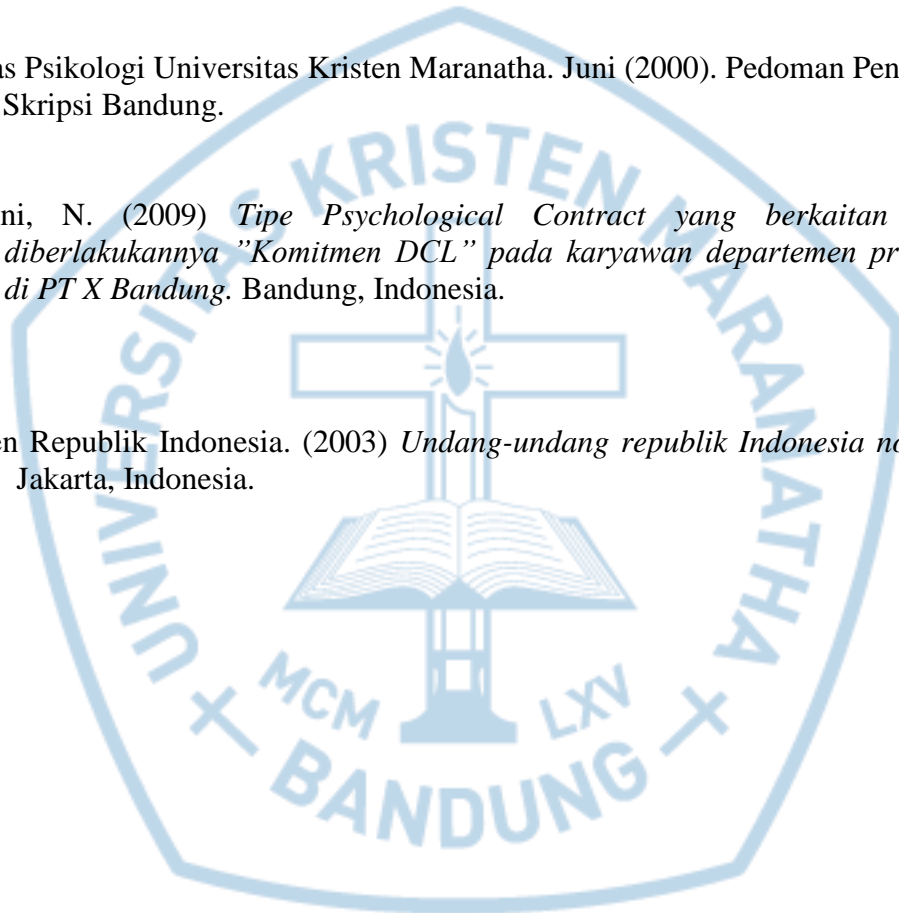 as Psikologi Universitas Kristen Maranatha. Juni (2000). Pedoman Pen
Skripsi Bandung.
ni, N. (2009) Tipe Psychological Contract yang berkaitan
diberlakukannya ”Komitmen DCL” pada karyawan departemen pr
di PT X Bandung. Bandung, Indonesia.
en Republik Indonesia. (2003) Undang-undang republik Indonesia no
Jakarta, Indonesia.
UNIVERSITAS KRISTEN MARANATHA
MCM LXV
BANDUNG